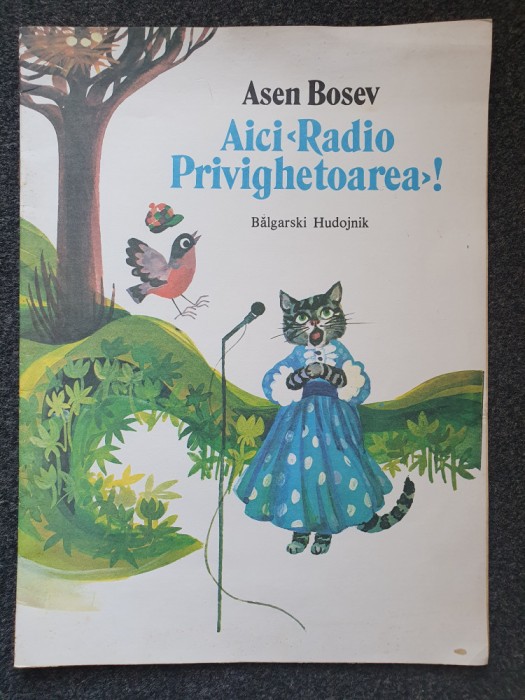 Asen Bosev
Aici ‹Radio
Privighetoarea›!
Bălgarski Hudojnik